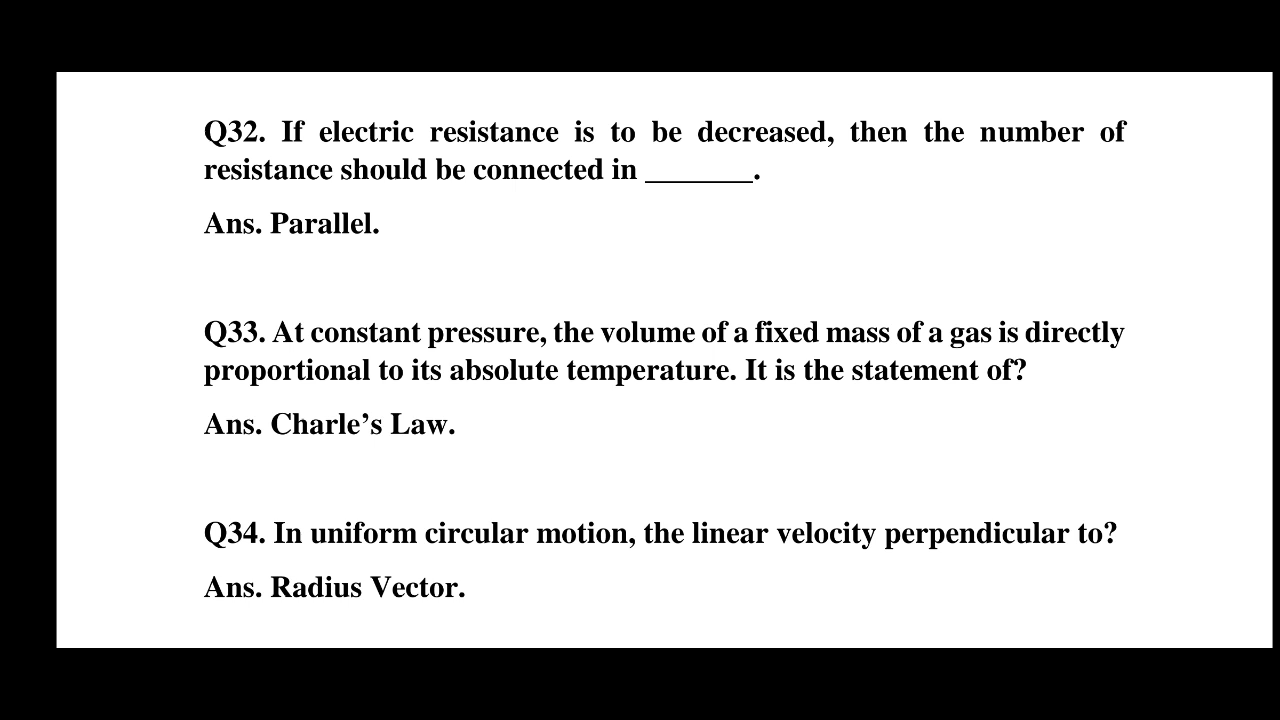 Q32. If electric resistance is to be decreased, then the number of
resistance should be connected in _______.
Ans. Parallel.
Q33. At constant pressure, the volume of a fixed mass of a gas is directly
proportional to its absolute temperature. It is the statement of?
Ans. Charle’s Law.
Q34. In uniform circular motion, the linear velocity perpendicular to?
Ans. Radius Vector.